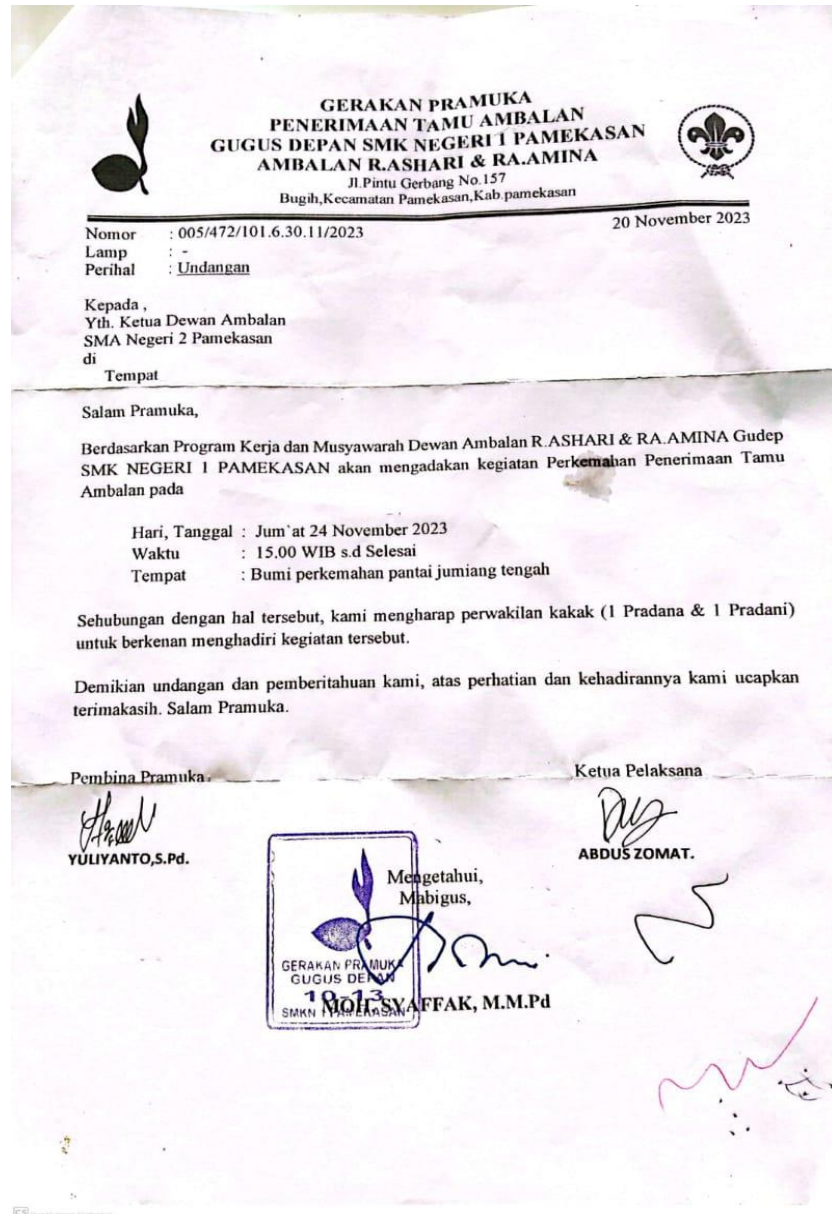 GERAKAN PRAMUKA
PENERIMAAN TAMU AMBALAN
GUGUS DEPAN SMK NEGERI 1 PAMEKASAN
AMBALAN R.ASHARI & RA.AMINA
Jl.Pintu Gerbang No.157
Bugih,Kecamatan Pamekasan,Kab.pamekasan
20 November 2023
Nomor : 005/472/101.6.30.11/2023
Lamp : -
Perihal : Undangan
Kepada ,
Yth. Ketua Dewan Ambalan
SMA Negeri 2 Pamekasan
di
Tempat
Salam Pramuka,
Berdasarkan Program Kerja dan Musyawarah Dewan Ambalan R.ASHARI & RA.AMINA Gudep
SMK NEGERI 1 PAMEKASAN akan mengadakan kegiatan Perkemahan Penerimaan Tamu
Ambalan pada
Hari, Tanggal : Jum`at 24 November 2023
Waktu : 15.00 WIB s.d Selesai
Tempat : Bumi perkemahan pantai jumiang tengah
Sehubungan dengan hal tersebut, kami mengharap perwakilan kakak (1 Pradana & 1 Pradani)
untuk berkenan menghadiri kegiatan tersebut.
Demikian undangan dan pemberitahuan kami, atas perhatian dan kehadirannya kami ucapkan
terimakasih. Salam Pramuka.
Pembina Pramuka
Ketua Pelaksana
YULIYANTO,S.Pd.
ABDUS ZOMAT.
Mengetahui,
Mabigus,
GERAKAN PRAMUKA
GUGUS DEPAN
10-13
SMKN 1 PAMEKASAN
MOH. SYAFFAK, M.M.Pd